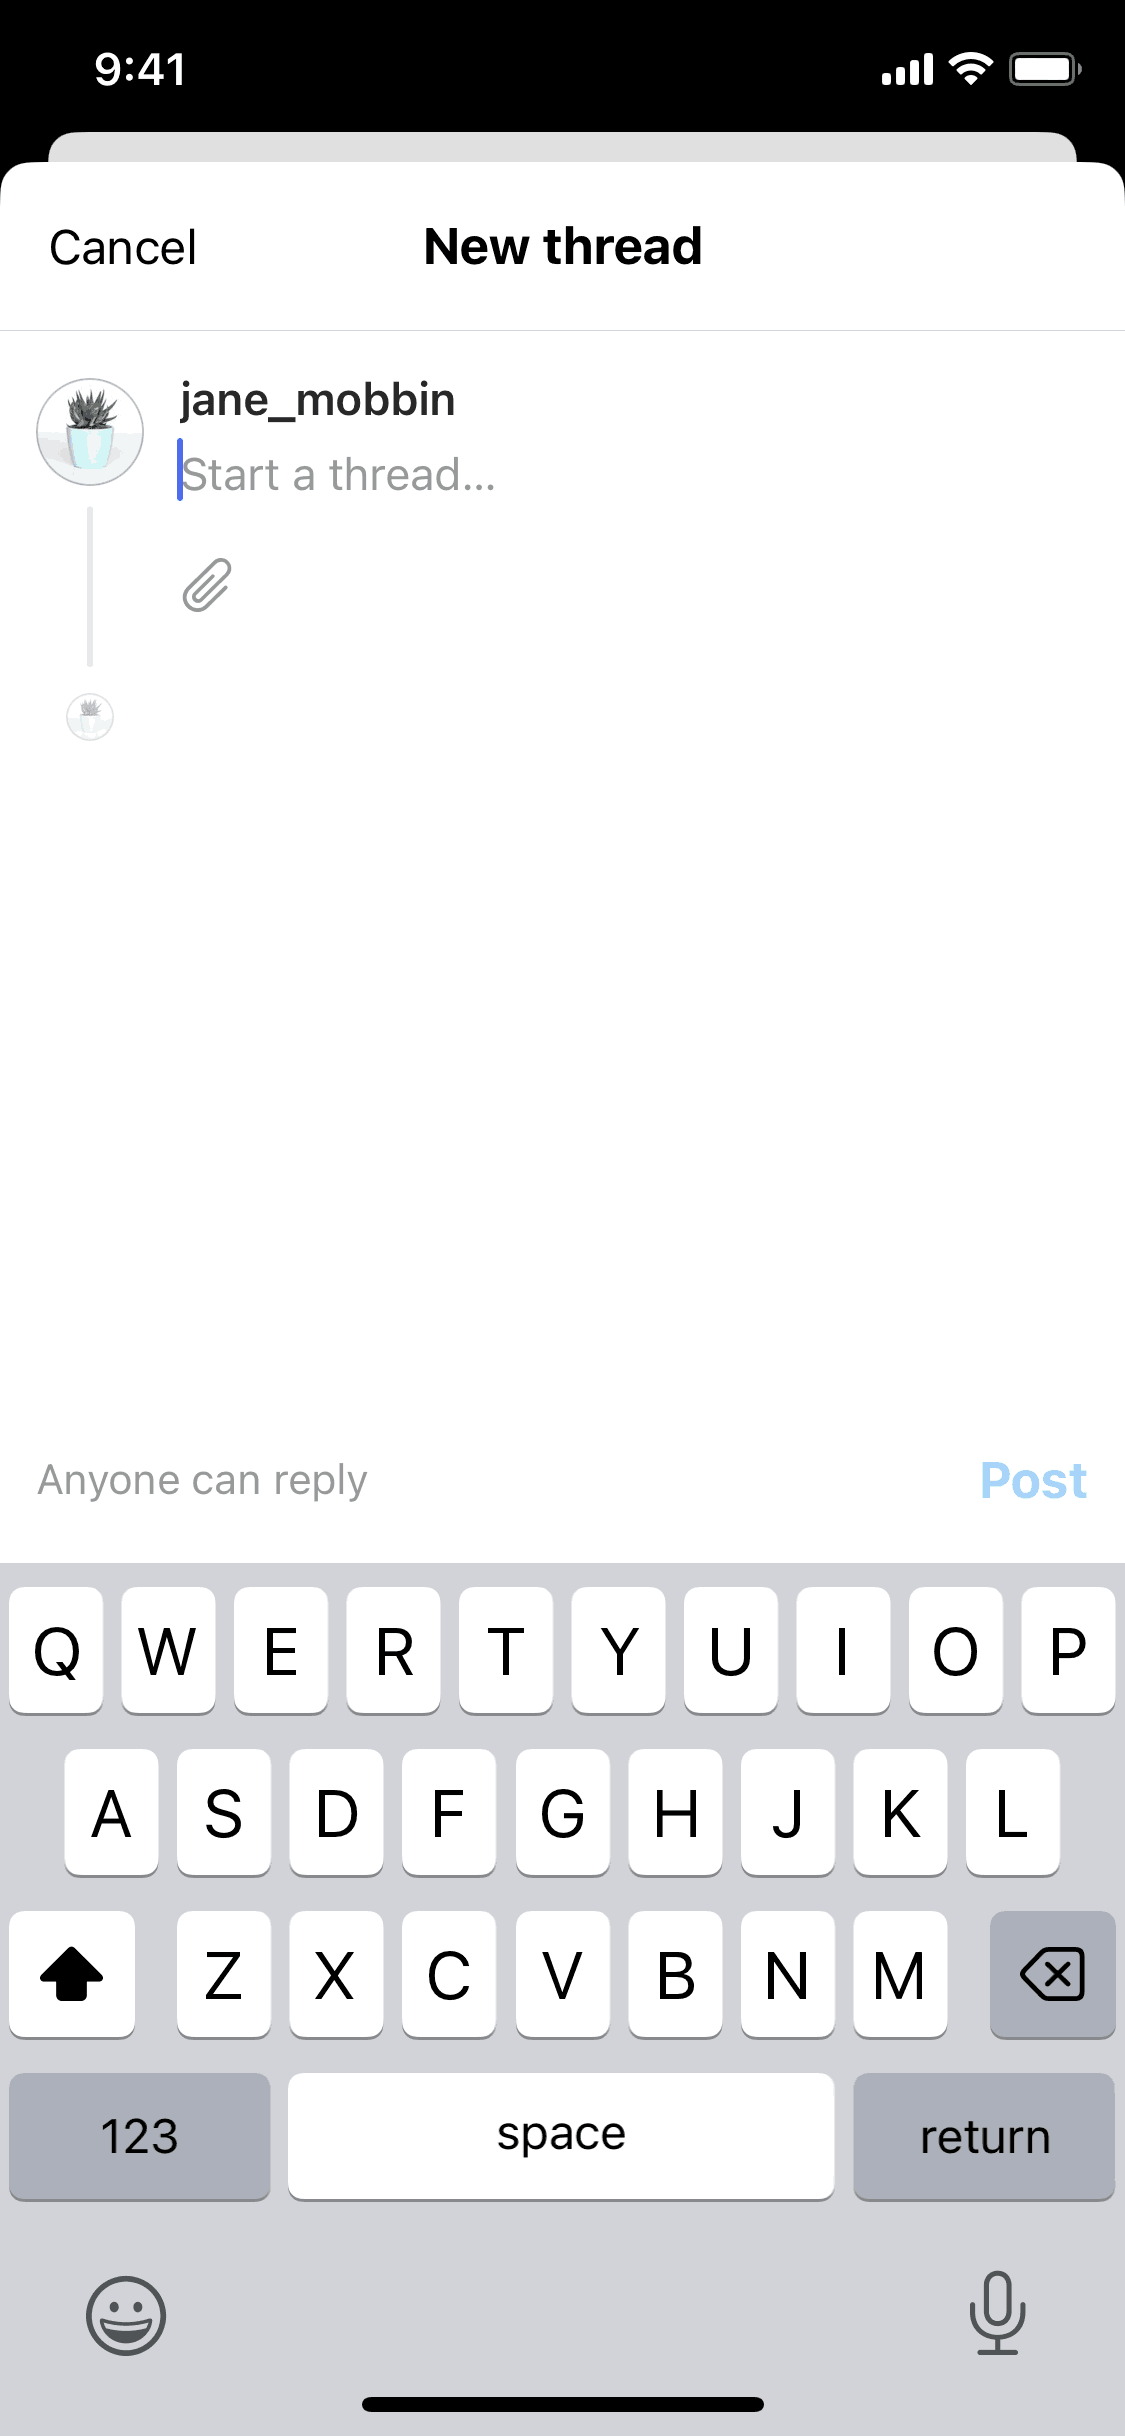 9:41
Cancel New thread
jane_mobbin
Start a thread...
Anyone can reply Post
Q W E R T Y U I O P
A S D F G H J K L
Z X C V B N M
123 space return